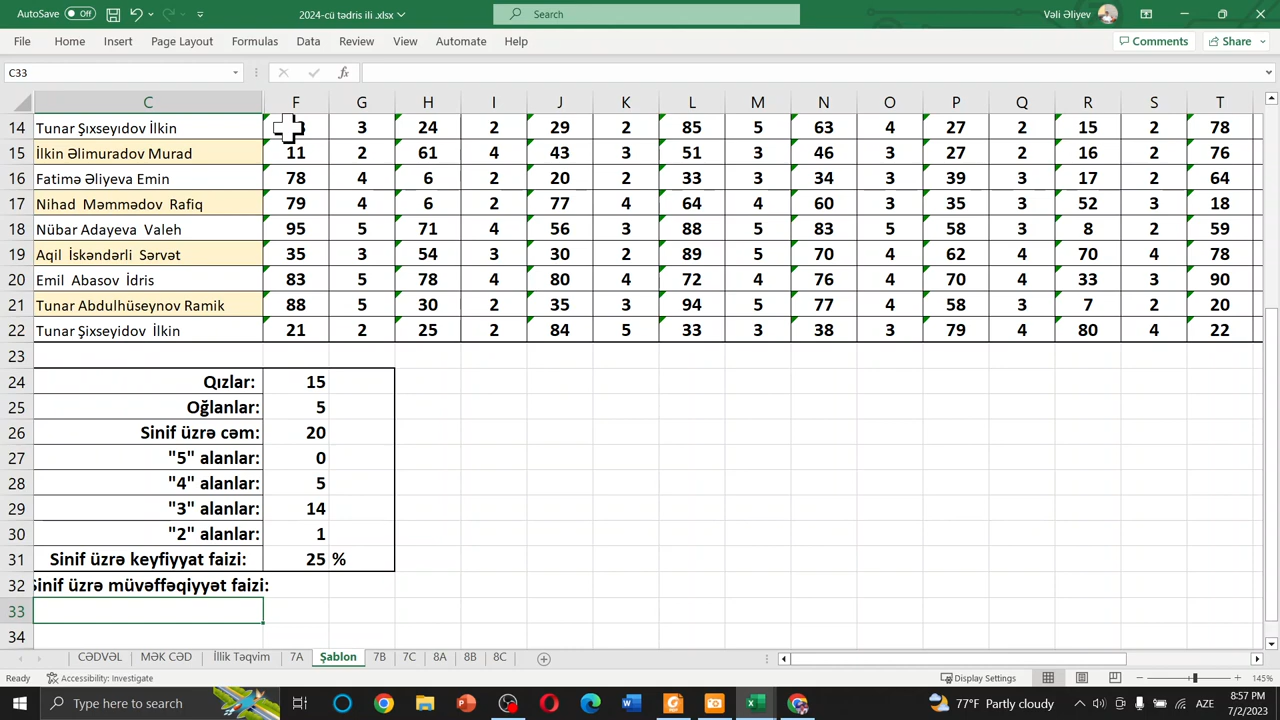 AutoSave Off 2024-cü tədris ili .xlsx Search Vəli Əliyev
File Home Insert Page Layout Formulas Data Review View Automate Help Comments Share
C33 fx
C F G H I J K L M N O P Q R S T
14 Tunar Şıxseyıdov İlkin 3 24 2 29 2 85 5 63 4 27 2 15 2 78
15 İlkin Əlimuradov Murad 11 2 61 4 43 3 51 3 46 3 27 2 16 2 76
16 Fatimə Əliyeva Emin 78 4 6 2 20 2 33 3 34 3 39 3 17 2 64
17 Nihad Məmmədov Rafiq 79 4 6 2 77 4 64 4 60 3 35 3 52 3 18
18 Nübar Adayeva Valeh 95 5 71 4 56 3 88 5 83 5 58 3 8 2 59
19 Aqil İskəndərli Sərvət 35 3 54 3 30 2 89 5 70 4 62 4 70 4 78
20 Emil Abasov İdris 83 5 78 4 80 4 72 4 76 4 70 4 33 3 90
21 Tunar Abdulhüseynov Ramik 88 5 30 2 35 3 94 5 77 4 58 3 7 2 20
22 Tunar Şixseyıdov İlkin 21 2 25 2 84 5 33 3 38 3 79 4 80 4 22
23
24 Qızlar: 15
25 Oğlanlar: 5
26 Sinif üzrə cəm: 20
27 "5" alanlar: 0
28 "4" alanlar: 5
29 "3" alanlar: 14
30 "2" alanlar: 1
31 Sinif üzrə keyfiyyat faizi: 25 %
32 Sinif üzrə müvəffəqiyyət faizi:
33
34
CƏDVƏL MƏK CƏD İllik Təqvim 7A Şablon 7B 7C 8A 8B 8C
Ready Accessibility: Investigate Display Settings 145%
Type here to search 77°F Partly cloudy AZE 8:57 PM
7/2/2023